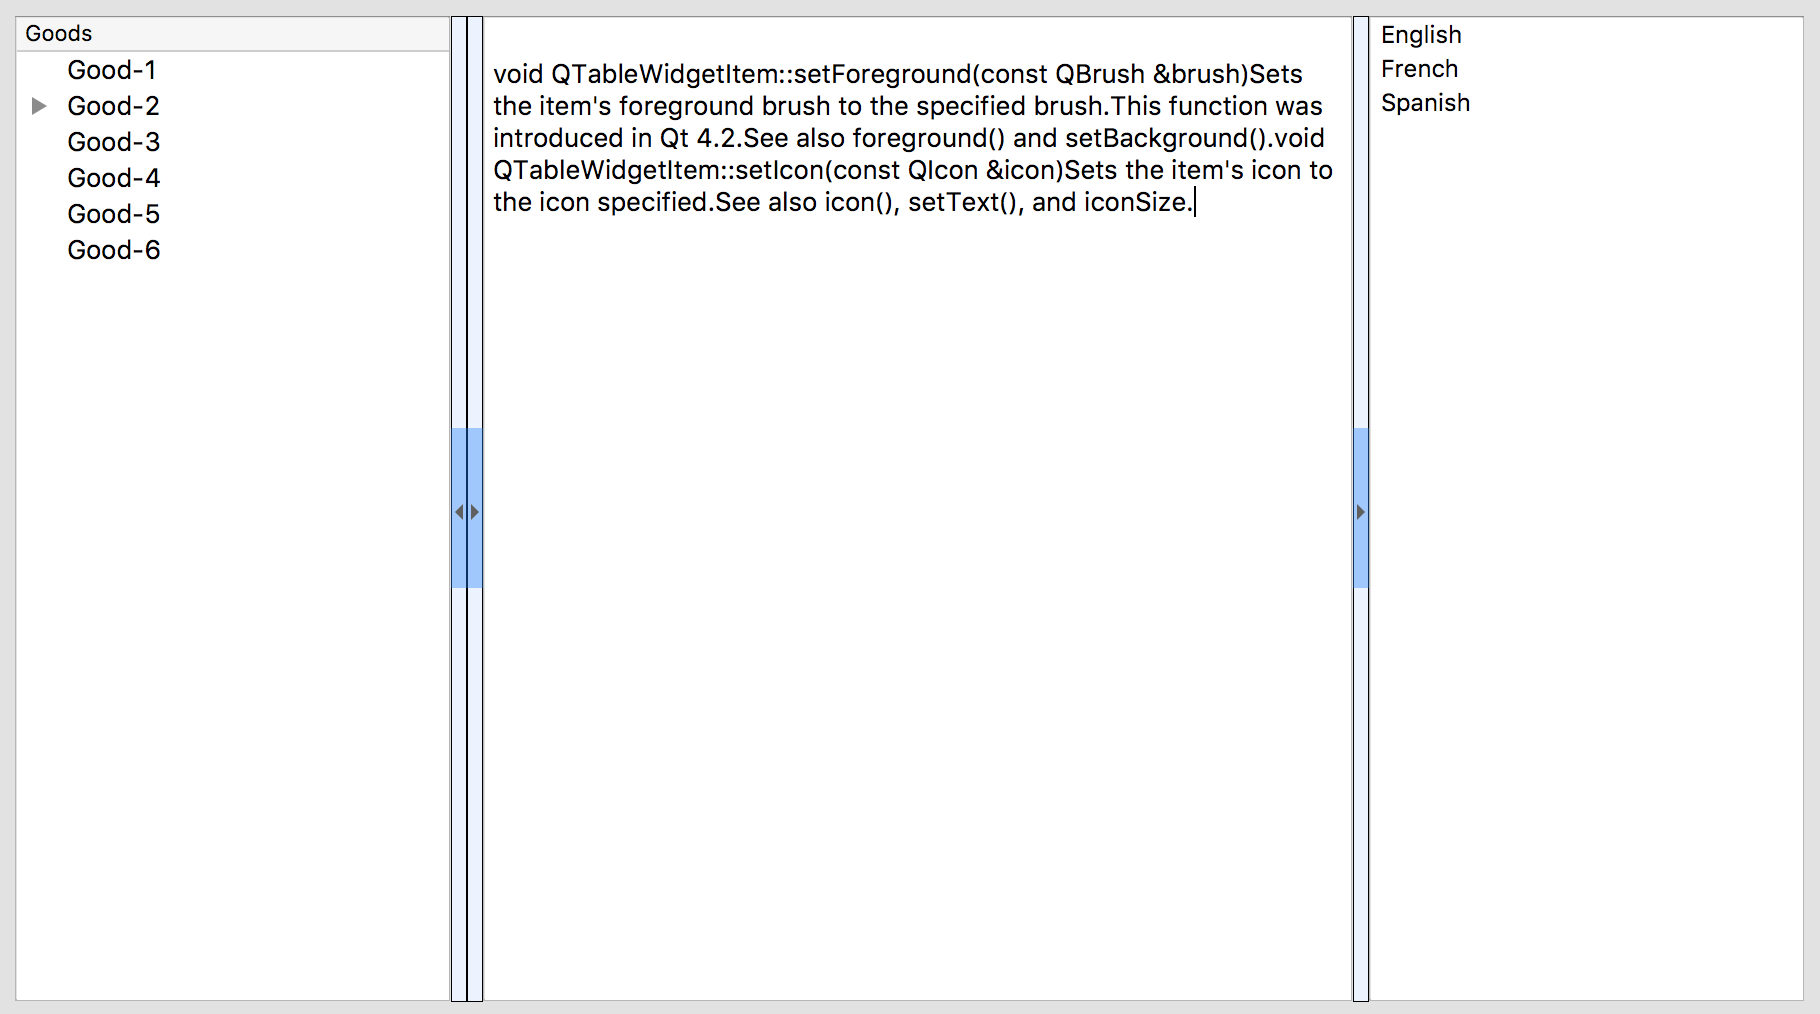 Goods
Good-1
Good-2
Good-3
Good-4
Good-5
Good-6
void QTableWidgetItem::setForeground(const QBrush &brush)Sets
the item's foreground brush to the specified brush.This function was
introduced in Qt 4.2.See also foreground() and setBackground().void
QTableWidgetItem::setIcon(const QIcon &icon)Sets the item's icon to
the icon specified.See also icon(), setText(), and iconSize.
English
French
Spanish